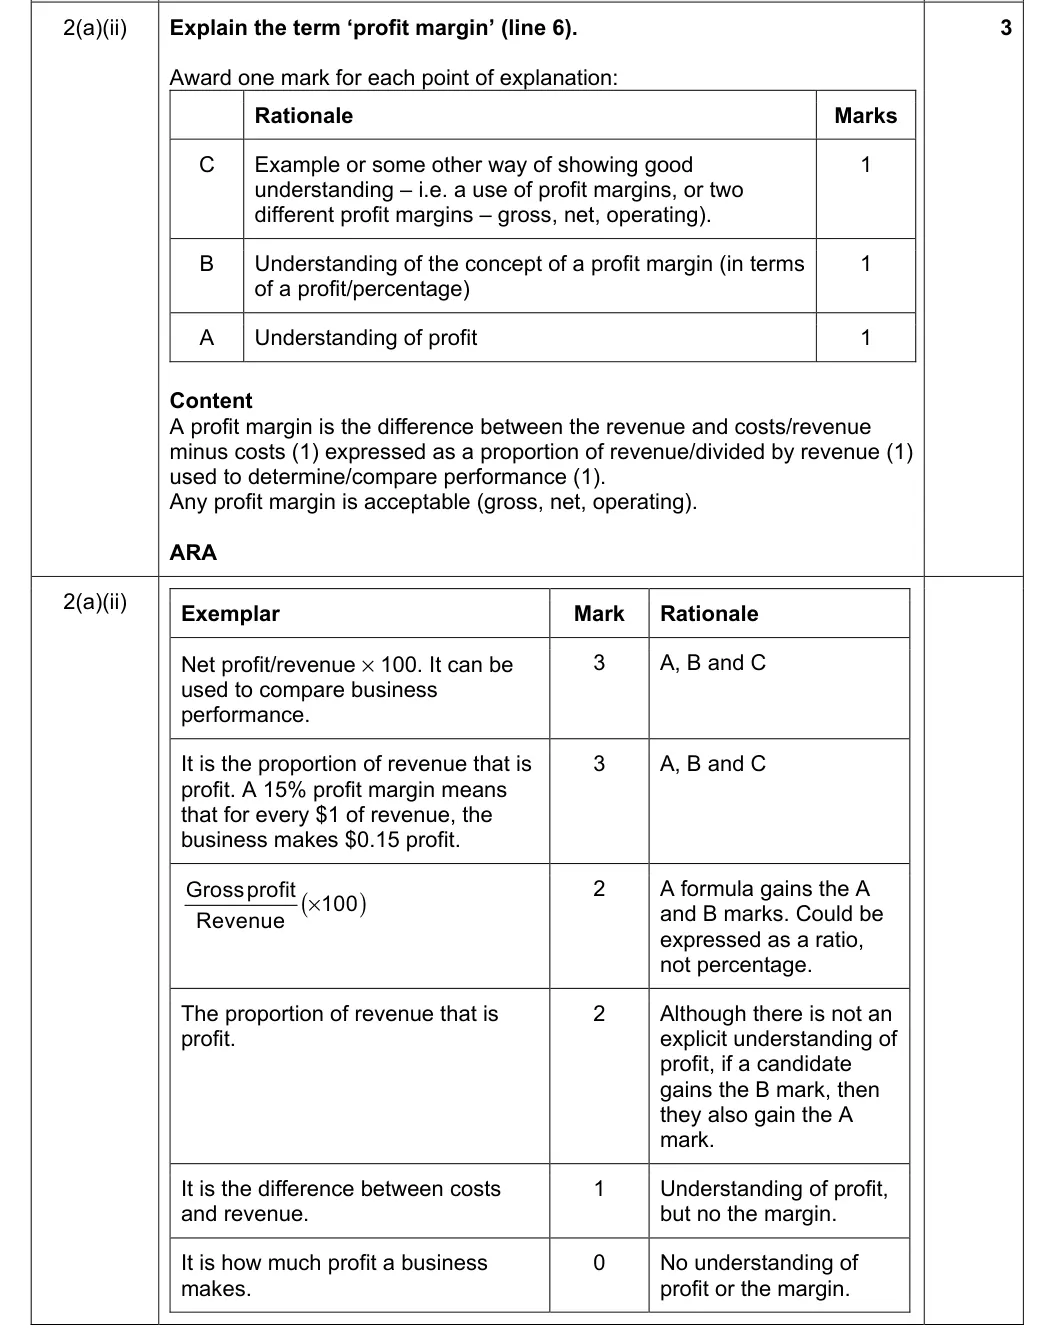 2(a)(ii)
Explain the term ‘profit margin’ (line 6).
3
Award one mark for each point of explanation:
Rationale
Marks
C
Example or some other way of showing good
understanding – i.e. a use of profit margins, or two
different profit margins – gross, net, operating).
1
B
Understanding of the concept of a profit margin (in terms
of a profit/percentage)
1
A
Understanding of profit
1
Content
A profit margin is the difference between the revenue and costs/revenue
minus costs (1) expressed as a proportion of revenue/divided by revenue (1)
used to determine/compare performance (1).
Any profit margin is acceptable (gross, net, operating).
ARA
2(a)(ii)
Exemplar
Mark
Rationale
Net profit/revenue × 100. It can be
used to compare business
performance.
3
A, B and C
It is the proportion of revenue that is
profit. A 15% profit margin means
that for every $1 of revenue, the
business makes $0.15 profit.
3
A, B and C
Gross profit
Revenue
(×100)
2
A formula gains the A
and B marks. Could be
expressed as a ratio,
not percentage.
The proportion of revenue that is
profit.
2
Although there is not an
explicit understanding of
profit, if a candidate
gains the B mark, then
they also gain the A
mark.
It is the difference between costs
and revenue.
1
Understanding of profit,
but no the margin.
It is how much profit a business
makes.
0
No understanding of
profit or the margin.